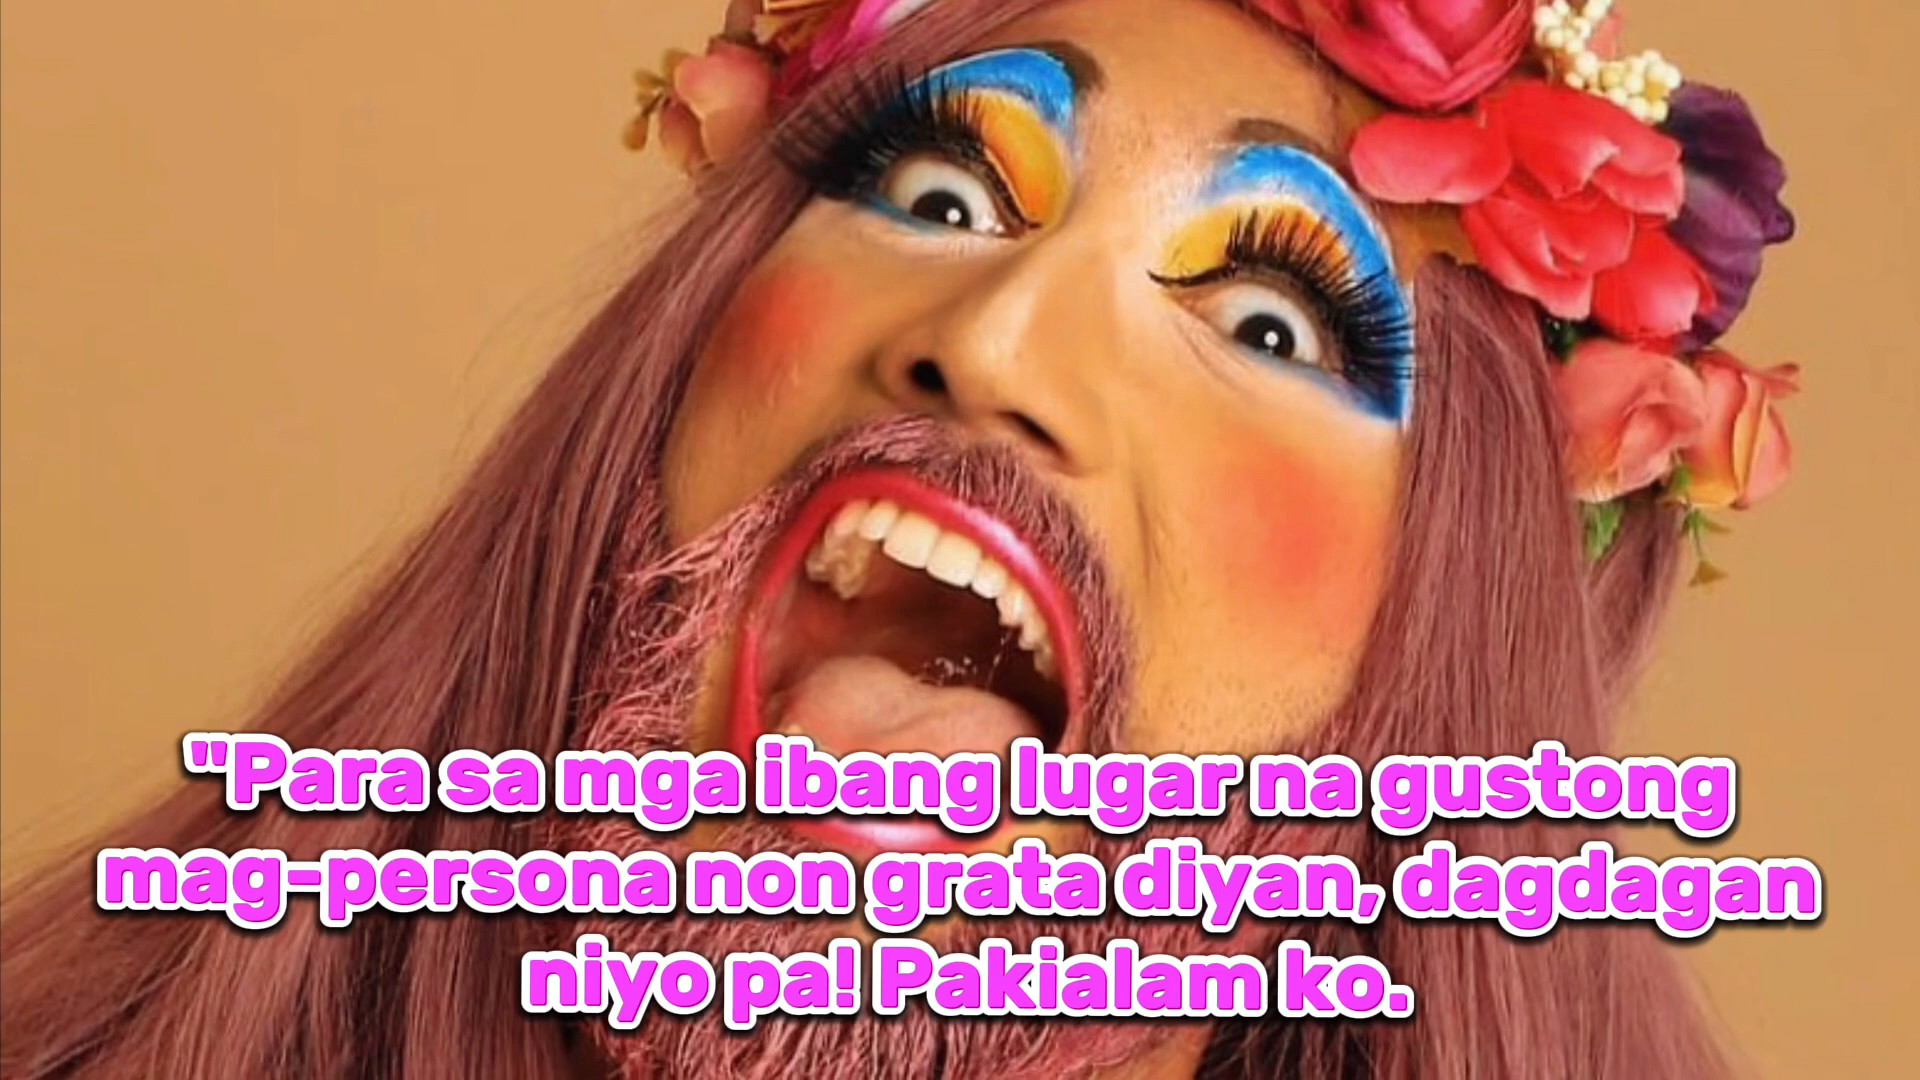 "Para sa mga ibang lugar na gustong
mag-persona non grata diyan, dagdagan
niyo pa! Pakialam ko.